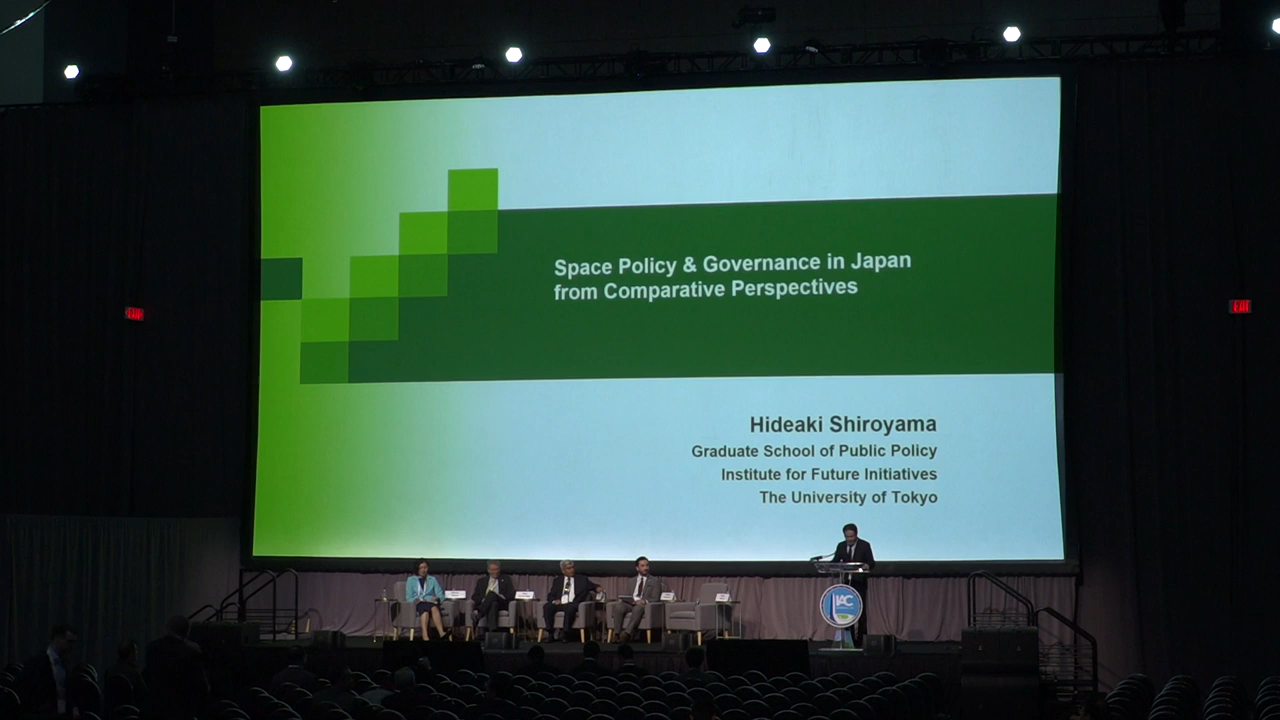 Space Policy & Governance in Japan
from Comparative Perspectives
Hideaki Shiroyama
Graduate School of Public Policy
Institute for Future Initiatives
The University of Tokyo
EXIT
IAC